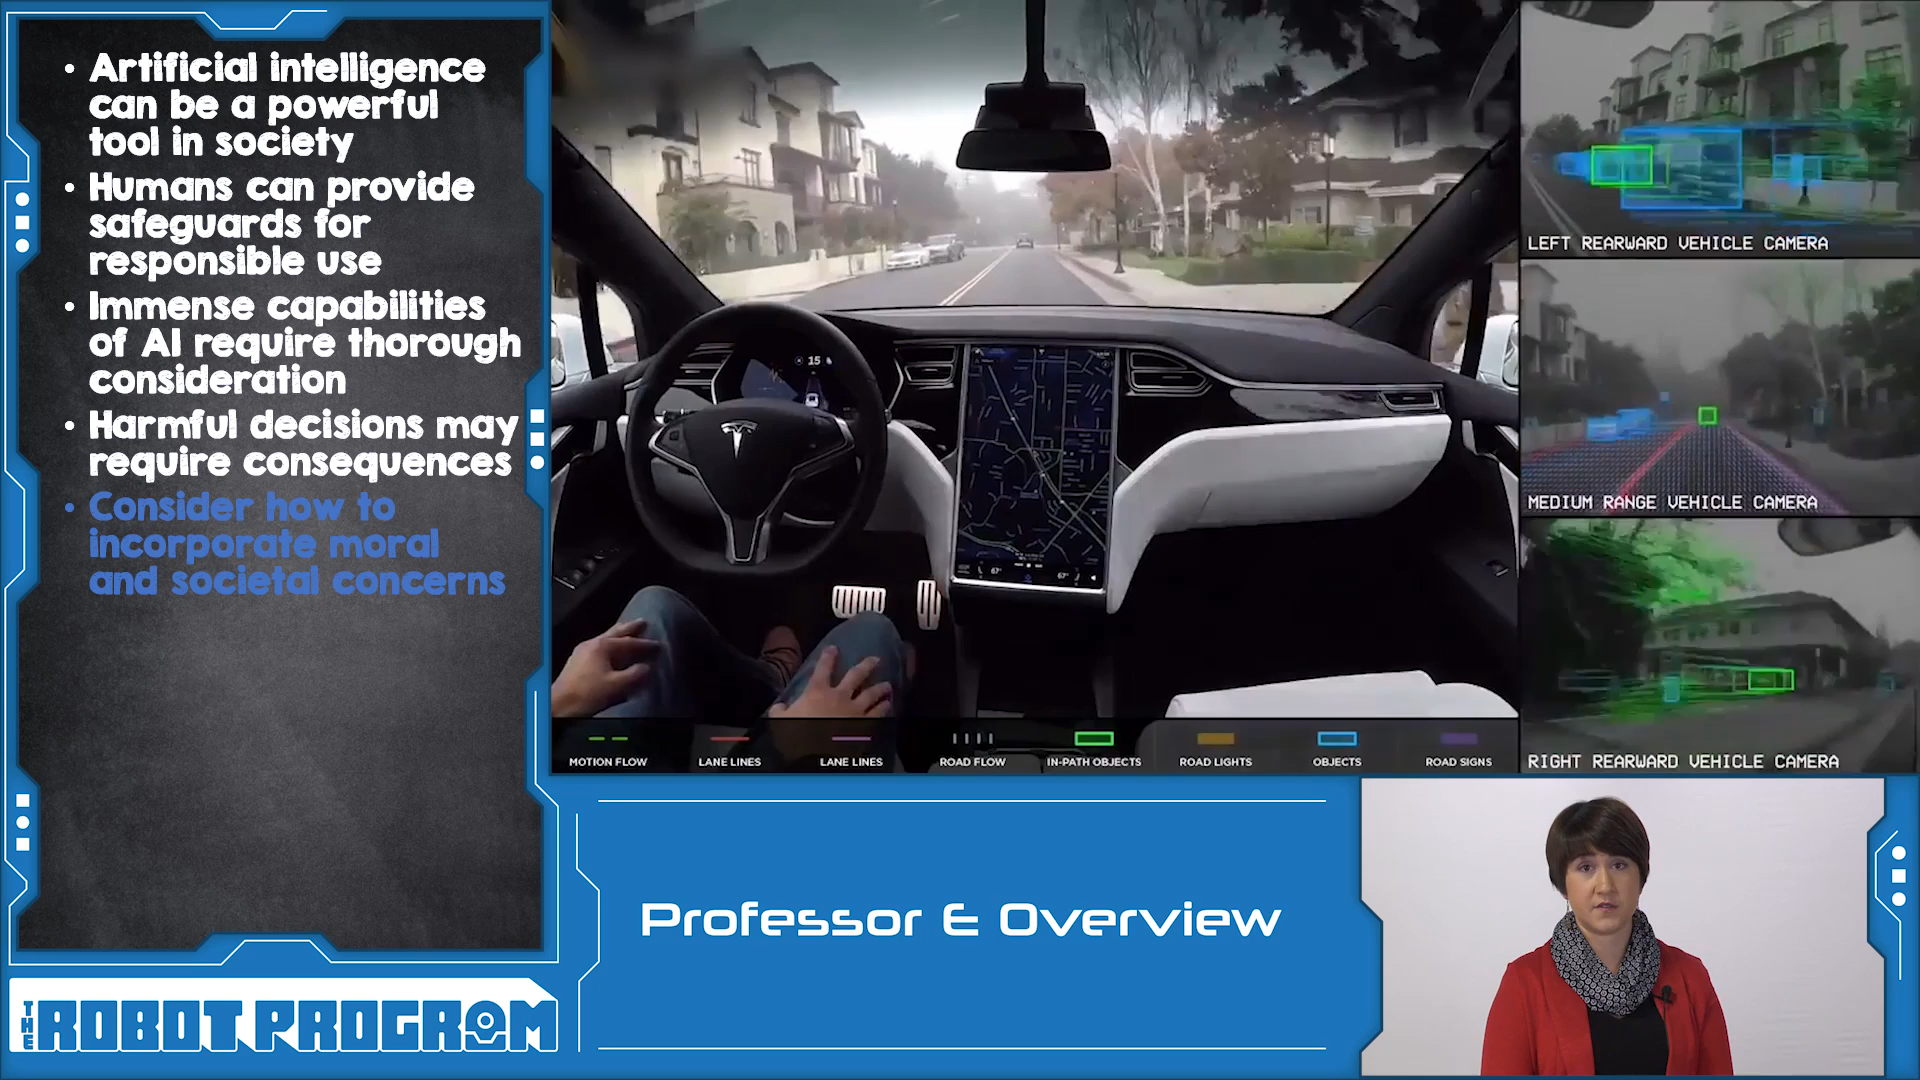 • Artificial intelligence
can be a powerful
tool in society
• Humans can provide
safeguards for
responsible use
• Immense capabilities
of AI require thorough
consideration
• Harmful decisions may
require consequences
• Consider how to
incorporate moral
and societal concerns
15
67°
67°
LEFT REARWARD VEHICLE CAMERA
MEDIUM RANGE VEHICLE CAMERA
RIGHT REARWARD VEHICLE CAMERA
MOTION FLOW
LANE LINES
LANE LINES
ROAD FLOW
IN-PATH OBJECTS
ROAD LIGHTS
OBJECTS
ROAD SIGNS
Professor E Overview
THE ROBOT PROGRAM